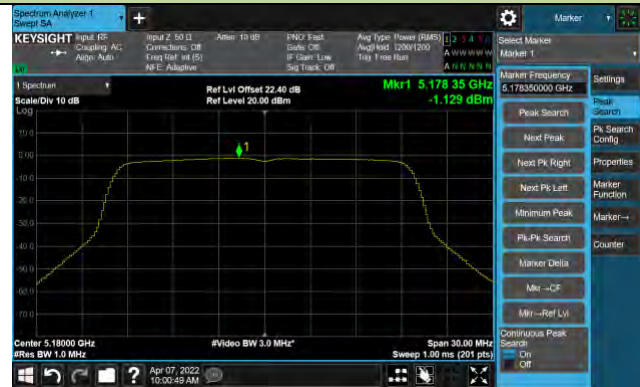 Spectrum Analyzer 1
Swept SA
Marker
KEYSIGHT
Input: RF
Coupling: AC
Align: Auto
Input Z: 50 Ω
Corrections: Off
Freq Ref: Int (S)
NFE: Adaptive
Atten: 10 dB
PNO: Fast
Gate: Off
IF Gain: Low
Sig Track: Off
Avg Type: Power (RMS)
Avg|Hold: 1200/1200
Trig: Free Run
A W W W W W
A N N N N N
Select Marker
Marker 1
1 Spectrum
Scale/Div 10 dB
Log
Ref Lvl Offset 22.40 dB
Ref Level 20.00 dBm
Mkr1 5.178 35 GHz
-1.129 dBm
10.0
0.00
-10.0
-20.0
-30.0
-40.0
-50.0
-60.0
-70.0
1
Center 5.18000 GHz
#Res BW 1.0 MHz
#Video BW 3.0 MHz*
Span 30.00 MHz
Sweep 1.00 ms (201 pts)
Marker Frequency
5.178350000 GHz
Peak Search
Next Peak
Next Pk Right
Next Pk Left
Minimum Peak
Pk-Pk Search
Marker Delta
Mkr→CF
Mkr→Ref Lvl
Continuous Peak
Search
On
Off
Settings
Peak
Search
Pk Search
Config
Properties
Marker
Function
Marker→
Counter
Apr 07, 2022
10:00:49 AM